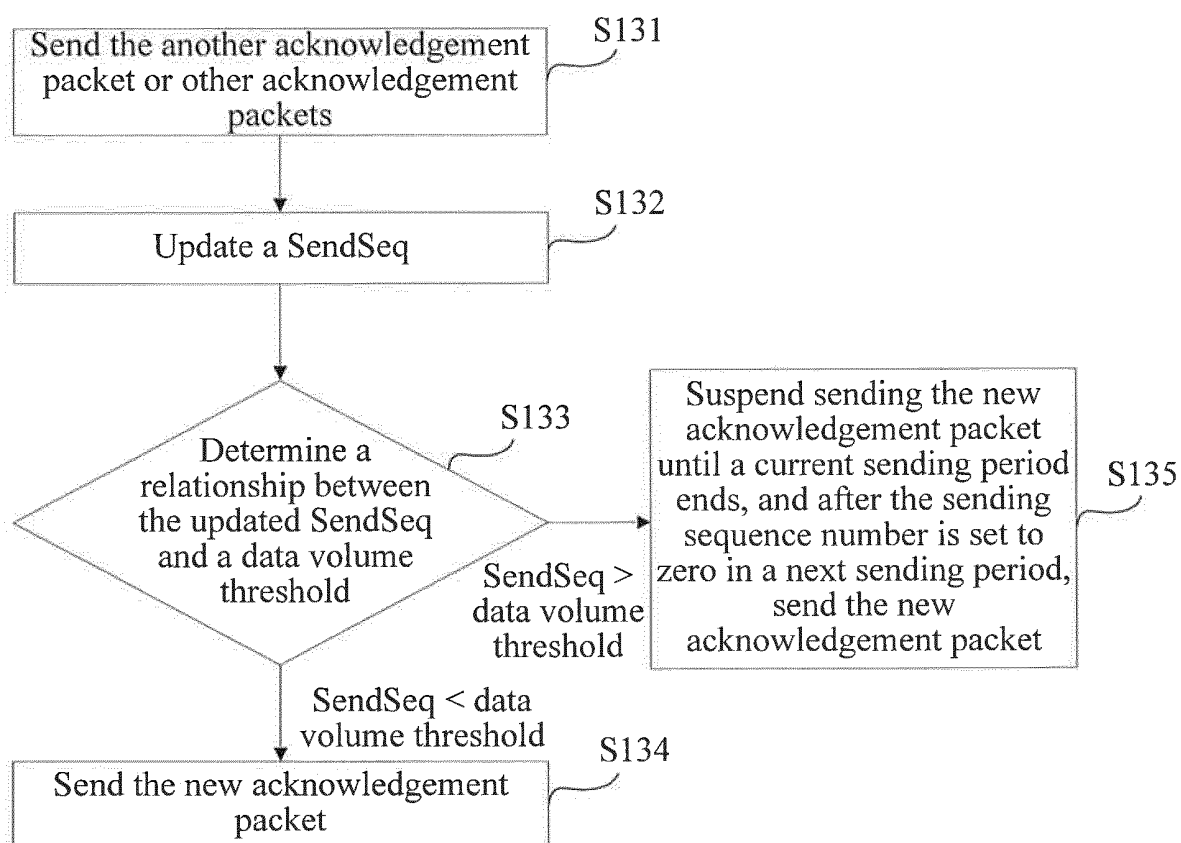 Send the another acknowledgement
packet or other acknowledgement
packets
S131
Update a SendSeq
S132
Determine a
relationship between
the updated SendSeq
and a data volume
threshold
S133
SendSeq >
data volume
threshold
Suspend sending the new
acknowledgement packet
until a current sending period
ends, and after the sending
sequence number is set to
zero in a next sending period,
send the new
acknowledgement packet
S135
SendSeq < data
volume threshold
Send the new acknowledgement
packet
S134